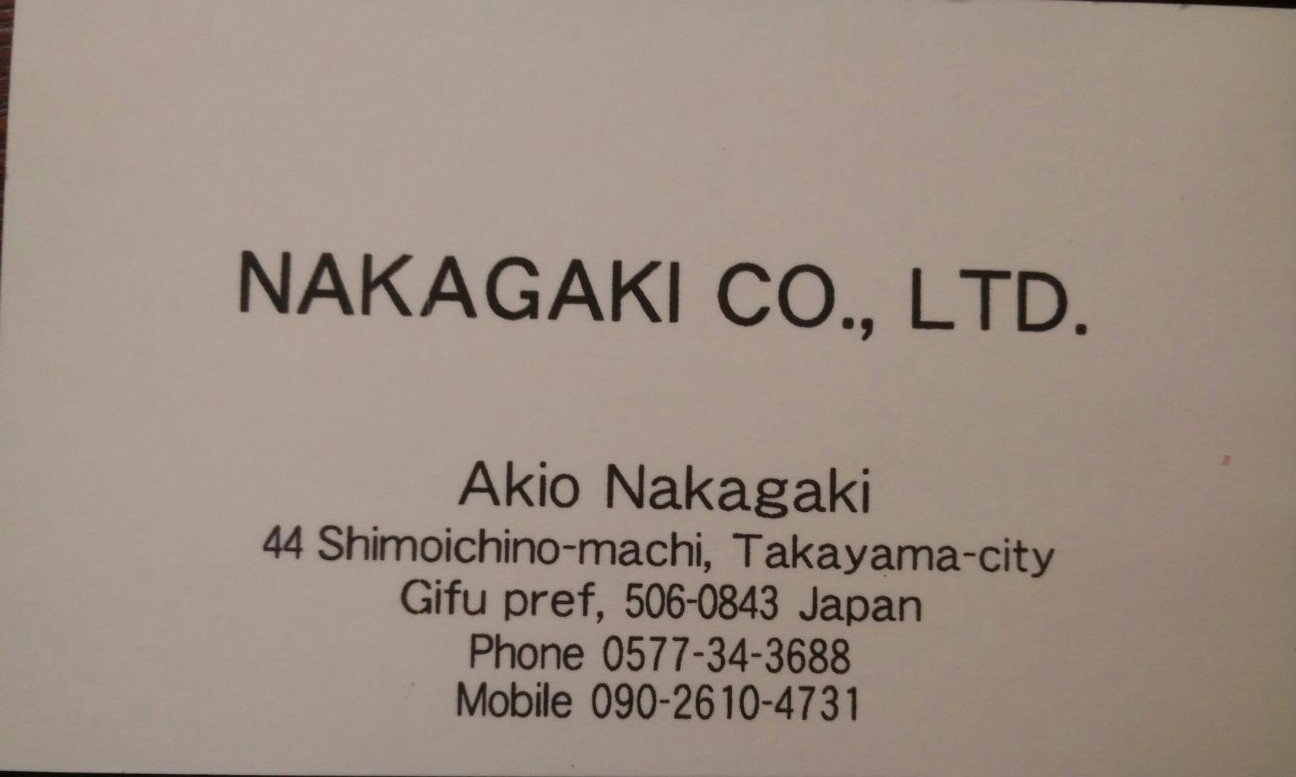 NAKAGAKI CO., LTD.
Akio Nakagaki
44 Shimoichino-machi, Takayama-city
Gifu pref, 506-0843 Japan
Phone 0577-34-3688
Mobile 090-2610-4731